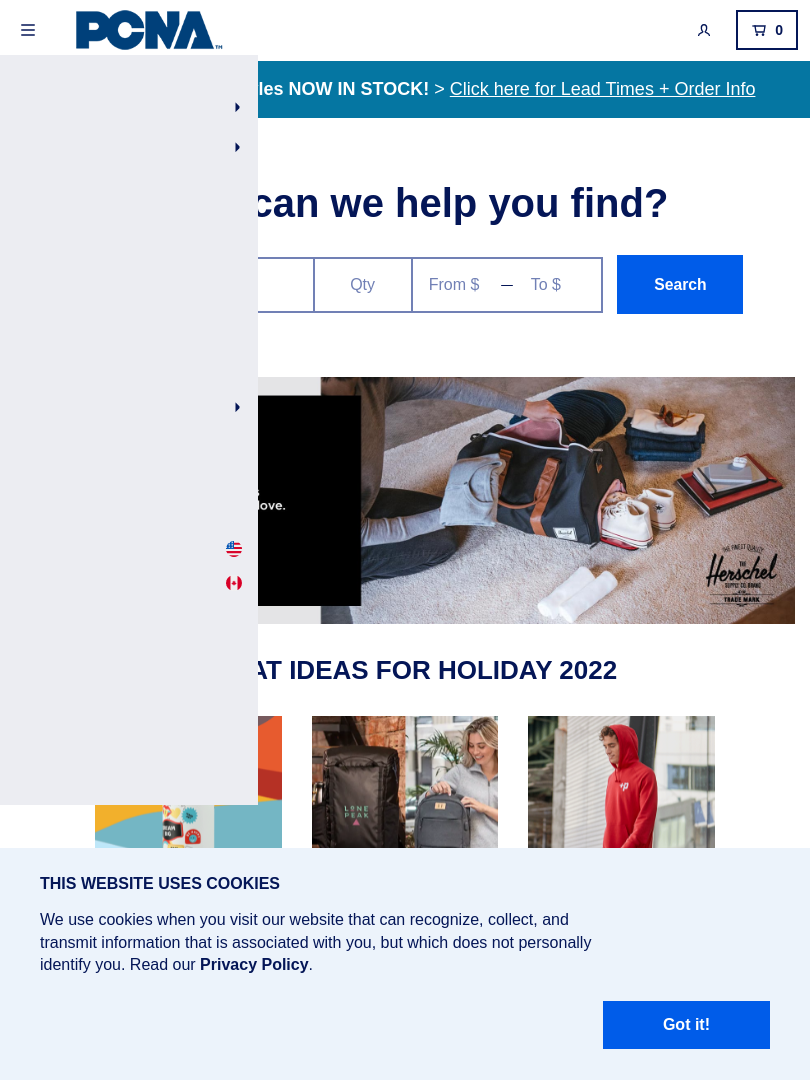 PCNA™
0
les NOW IN STOCK! > Click here for Lead Times + Order Info
can we help you find?
Qty
From $ — To $
Search
love.
Herschel
SUPPLY CO. BRAND
TRADE MARK
AT IDEAS FOR HOLIDAY 2022
LONE
PEAK
THIS WEBSITE USES COOKIES
We use cookies when you visit our website that can recognize, collect, and
transmit information that is associated with you, but which does not personally
identify you. Read our Privacy Policy.
Got it!